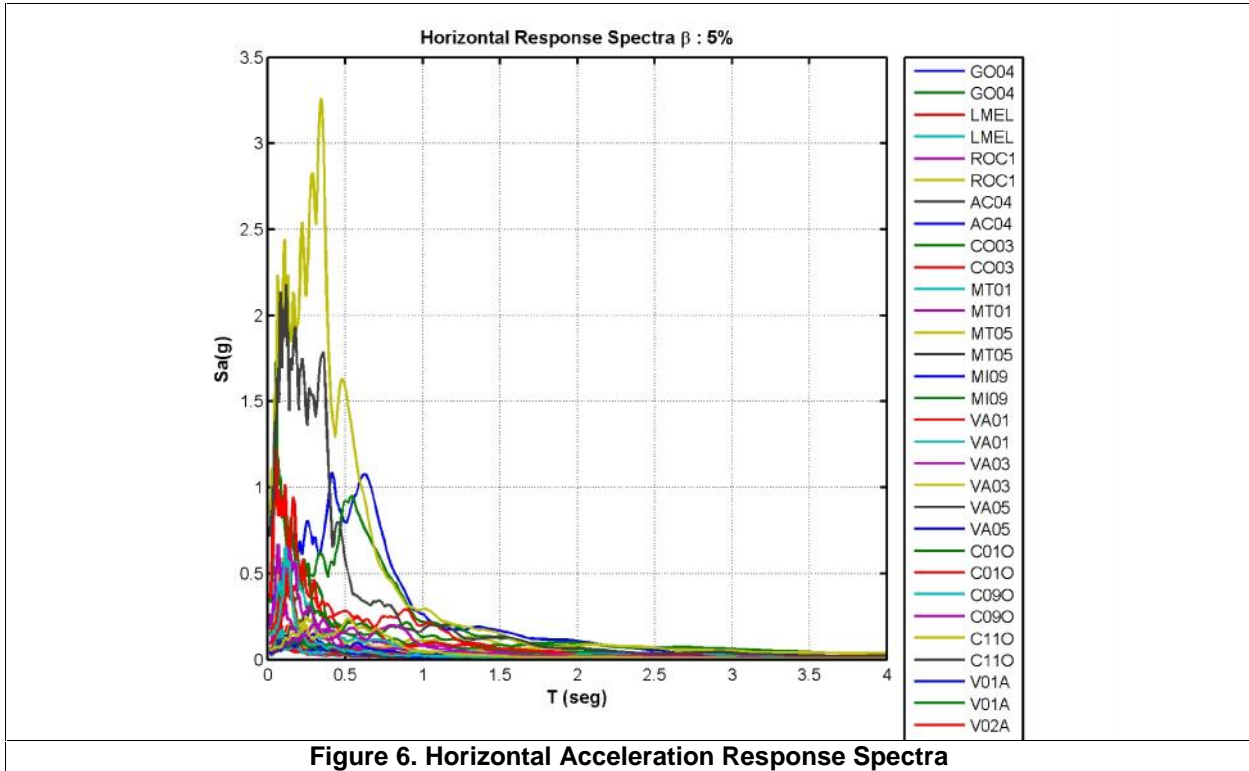 Horizontal Response Spectra β : 5%
3.5
3
2.5
2
1.5
1
0.5
0
Sa(g)
0 0.5 1 1.5 2 2.5 3 3.5 4
T (seg)
GO04
GO04
LMEL
LMEL
ROC1
ROC1
AC04
AC04
CO03
CO03
MT01
MT01
MT05
MT05
MI09
MI09
VA01
VA01
VA03
VA03
VA05
VA05
C01O
C01O
C09O
C09O
C11O
C11O
V01A
V01A
V02A
Figure 6. Horizontal Acceleration Response Spectra